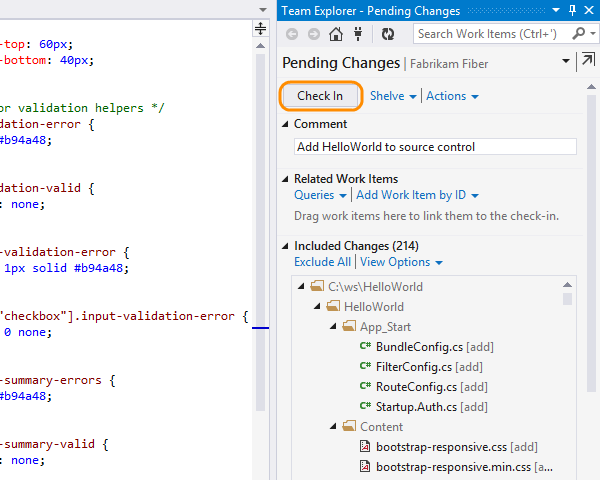 -top: 60px;
-bottom: 40px;
or validation helpers */
dation-error {
#b94a48;
dation-valid {
: none;
-validation-error {
1px solid #b94a48;
"checkbox"].input-validation-error {
0 none;
-summary-errors {
#b94a48;
-summary-valid {
: none;
Team Explorer - Pending Changes
Search Work Items (Ctrl+')
Pending Changes | Fabrikam Fiber
Check In Shelve | Actions
Comment
Add HelloWorld to source control
Related Work Items
Queries | Add Work Item by ID
Drag work items here to link them to the check-in.
Included Changes (214)
Exclude All | View Options
C:\ws\HelloWorld
HelloWorld
App_Start
C# BundleConfig.cs [add]
C# FilterConfig.cs [add]
C# RouteConfig.cs [add]
C# Startup.Auth.cs [add]
Content
bootstrap-responsive.css [add]
bootstrap-responsive.min.css [a...